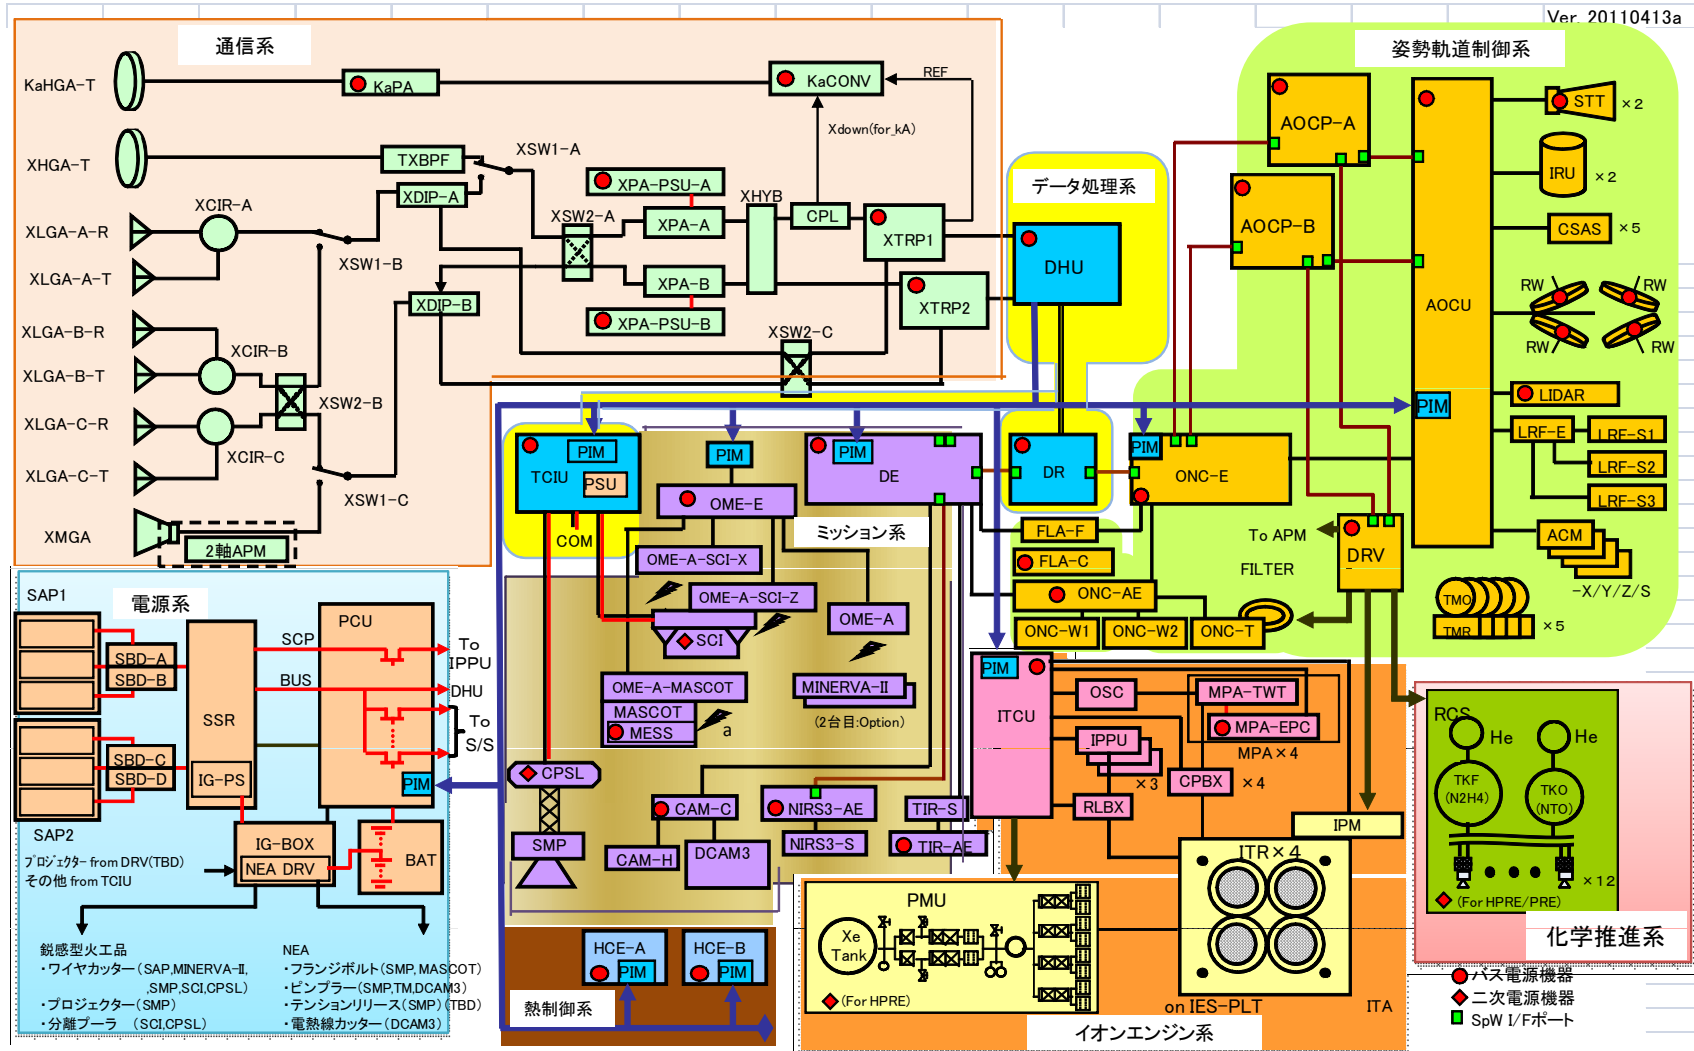 Ver. 20110413a
通信系
KaHGA-T
KaPA
KaCONV
REF
Xdown(for_kA)
XHGA-T
TXBPF
XSW1-A
XPA-PSU-A
XHYB
XDIP-A
XSW2-A
XPA-A
CPL
XTRP1
XCIR-A
XLGA-A-R
XSW1-B
XLGA-A-T
XPA-B
XDIP-B
XTRP2
XPA-PSU-B
XSW2-C
XLGA-B-R
XCIR-B
XLGA-B-T
XSW2-B
XLGA-C-R
XCIR-C
XLGA-C-T
XSW1-C
XMGA
2軸APM
データ処理系
DHU
TCIU
PIM
PSU
COM
DR
姿勢軌道制御系
AOCP-A
AOCP-B
AOCU
PIM
STT
×2
IRU
×2
CSAS
×5
RW
RW
RW
RW
LIDAR
LRF-E
LRF-S1
LRF-S2
LRF-S3
ACM
-X/Y/Z/S
TMO
TMR
×5
PIM
ONC-E
To APM
DRV
FILTER
FLA-F
FLA-C
ONC-AE
ONC-W1
ONC-W2
ONC-T
ミッション系
PIM
OME-E
PIM
DE
OME-A-SCI-X
OME-A-SCI-Z
SCI
OME-A
OME-A-MASCOT
MASCOT
MESS
a
MINERVA-II
(2台目:Option)
CPSL
SMP
CAM-C
CAM-H
DCAM3
NIRS3-AE
NIRS3-S
TIR-S
TIR-AE
電源系
SAP1
SBD-A
SBD-B
SBD-C
SBD-D
SAP2
SSR
IG-PS
SCP
BUS
PCU
PIM
To
IPPU
DHU
To
S/S
IG-BOX
NEA DRV
BAT
プロジェクター from DRV(TBD)
その他 from TCIU
鋭感型火工品
・ワイヤカッター(SAP,MINERVA-II,
,SMP,SCI,CPSL)
・プロジェクター(SMP)
・分離プーラ (SCI,CPSL)
NEA
・フランジボルト(SMP,MASCOT)
・ピンプラー(SMP,TM,DCAM3)
・テンションリリース(SMP)(TBD)
・電熱線カッター(DCAM3)
熱制御系
HCE-A
PIM
HCE-B
PIM
イオンエンジン系
PIM
ITCU
OSC
MPA-TWT
MPA-EPC
MPA×4
IPPU
×3
CPBX
×4
RLBX
IPM
ITR×4
PMU
Xe
Tank
(For HPRE)
on IES-PLT
ITA
RCS
He
He
TKF
(N2H4)
TKO
(NTO)
×12
(For HPRE/PRE)
化学推進系
バス電源機器
二次電源機器
SpW I/Fポート